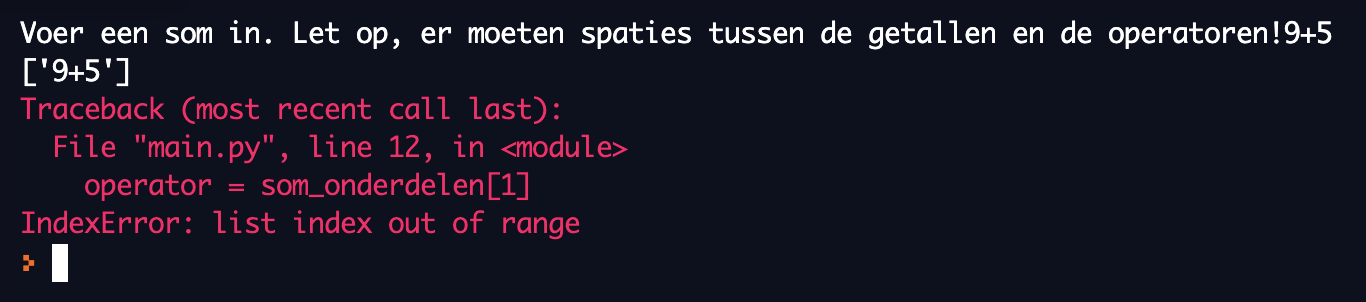 Voer een som in. Let op, er moeten spaties tussen de getallen en de operatoren!9+5
['9+5']
Traceback (most recent call last):
  File "main.py", line 12, in <module>
    operator = som_onderdelen[1]
IndexError: list index out of range
>